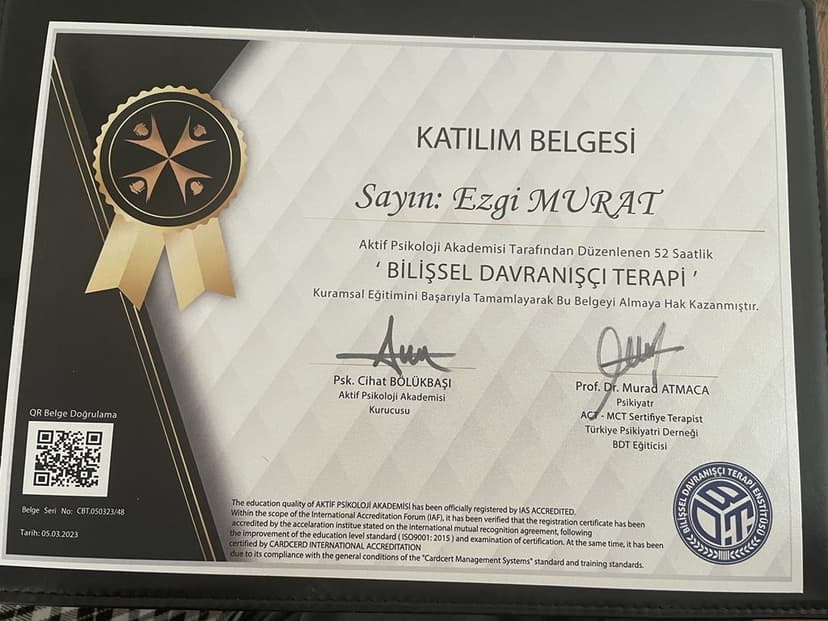 KATILIM BELGESİ
Sayın: Ezgi MURAT
Aktif Psikoloji Akademisi Tarafından Düzenlenen 52 Saatlik
‘ BİLİŞSEL DAVRANIŞÇI TERAPİ ’
Kuramsal Eğitimini Başarıyla Tamamlayarak Bu Belgeyi Almaya Hak Kazanmıştır.
Psk. Cihat BÖLÜKBAŞI
Aktif Psikoloji Akademisi
Kurucusu
Prof. Dr. Murad ATMACA
Psikiyatr
ACT - MCT Sertifiye Terapist
Türkiye Psikiyatri Derneği
BDT Eğiticisi
QR Belge Doğrulama
Belge Seri No: CBT.050323/48
Tarih: 05.03.2023
The education quality of AKTİF PSİKOLOJİ AKADEMİSİ has been officially registered by IAS ACCREDITED.
Within the scope of the International Accreditation Forum (IAF), it has been verified that the registration certificate has been
accredited by the accelaration institue stated on the international mutual recognition agreement, following
the improvement of the education level standard ( ISO9001: 2015 ) and examination of certification. At the same time, it has been
certified by CARDCERD INTERNATIONAL ACCREDITATION
due to its compliance with the general conditions of the "Cardcert Management Systems" standard and training standards.
BİLİŞSEL DAVRANIŞÇI TERAPİ ENSTİTÜSÜ